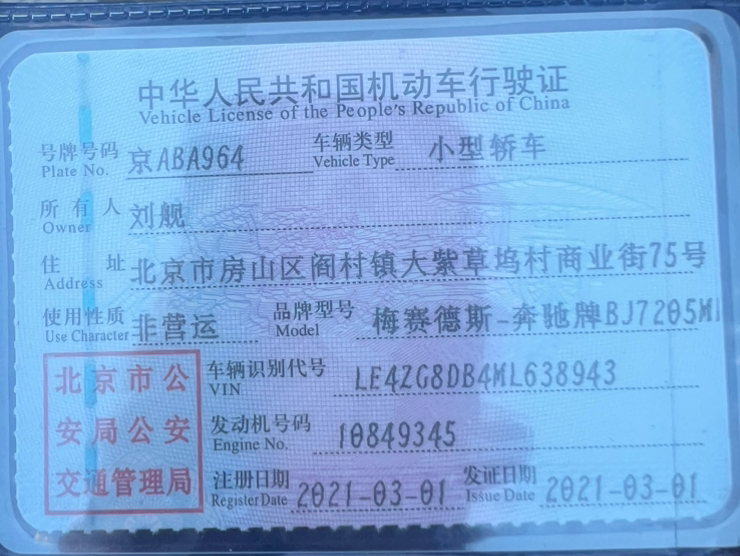 中华人民共和国机动车行驶证
Vehicle License of the People's Republic of China
号牌号码 京ABA964 车辆类型 小型轿车
Plate No. Vehicle Type
所有人 刘舰
Owner
住址 北京市房山区阎村镇大紫草坞村商业街75号
Address
使用性质 非营运 品牌型号 梅赛德斯-奔驰牌BJ7205M
Use Character Model
北京市公
安局公安
交通管理局
车辆识别代号 LE4ZG8DB4ML638943
VIN
发动机号码 10849345
Engine No.
注册日期 2021-03-01 发证日期 2021-03-01
Register Date Issue Date